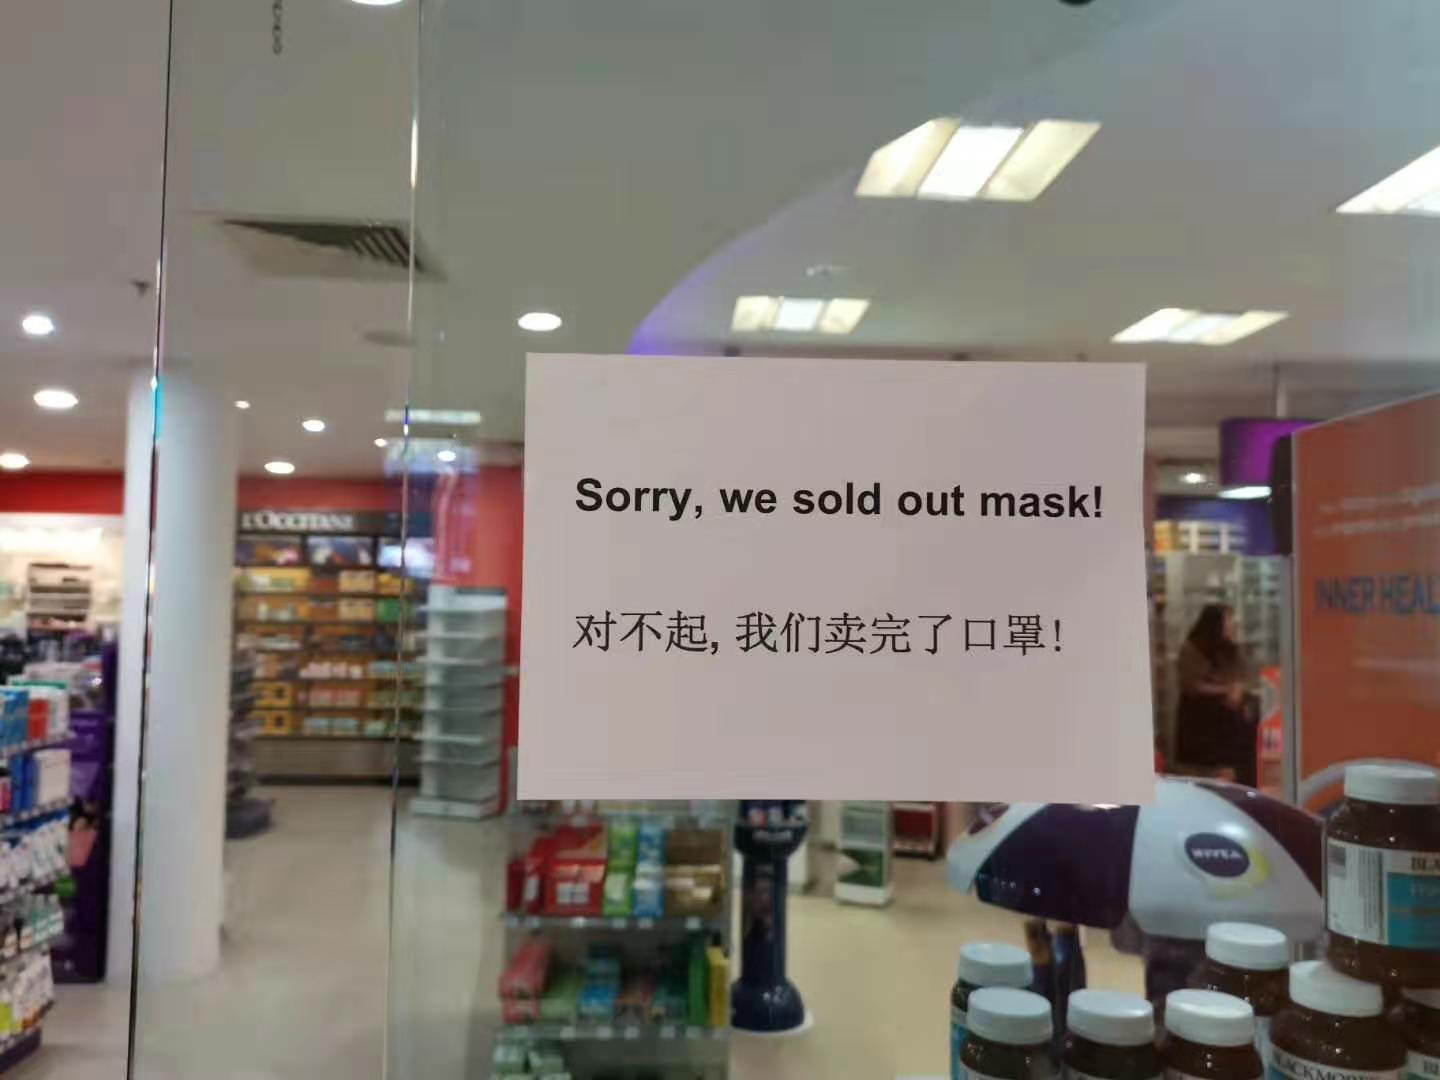 L'OCCITANE
Sorry, we sold out mask!
对不起, 我们卖完了口罩!
INNER HEAL
NIVEA
BLACKMORES